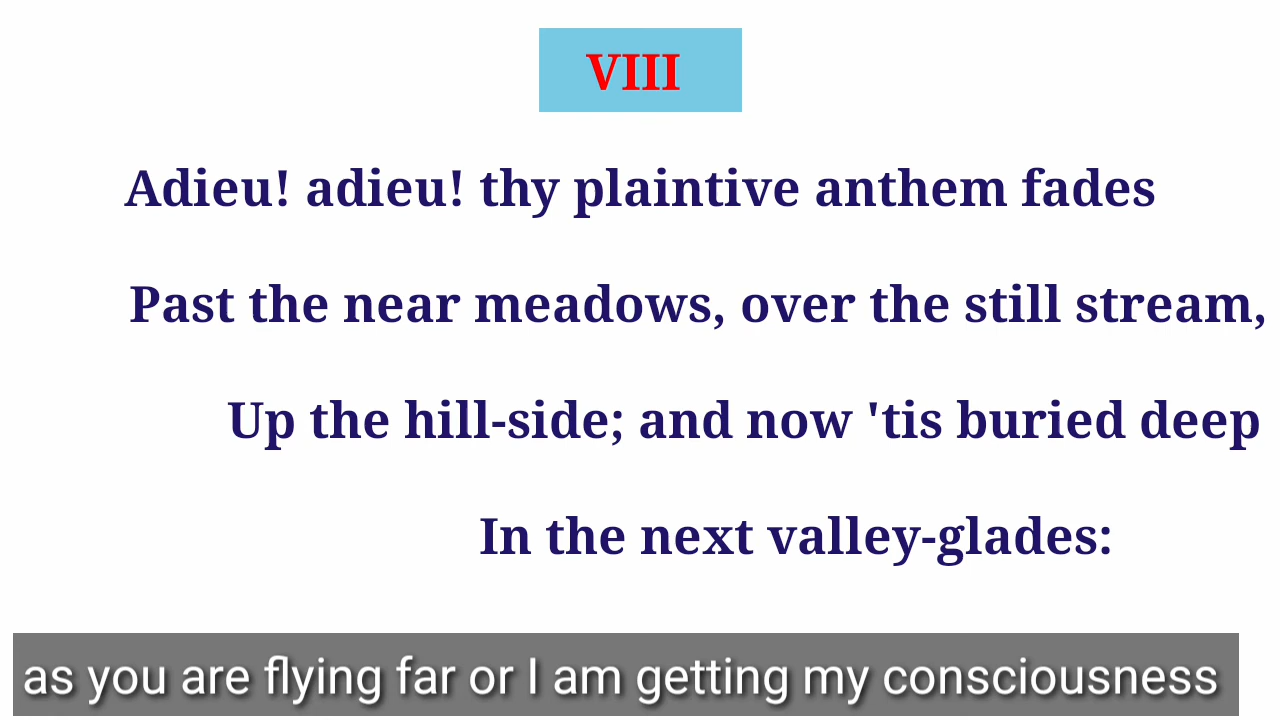 VIII
Adieu! adieu! thy plaintive anthem fades
Past the near meadows, over the still stream,
Up the hill-side; and now 'tis buried deep
In the next valley-glades:
as you are flying far or I am getting my consciousness